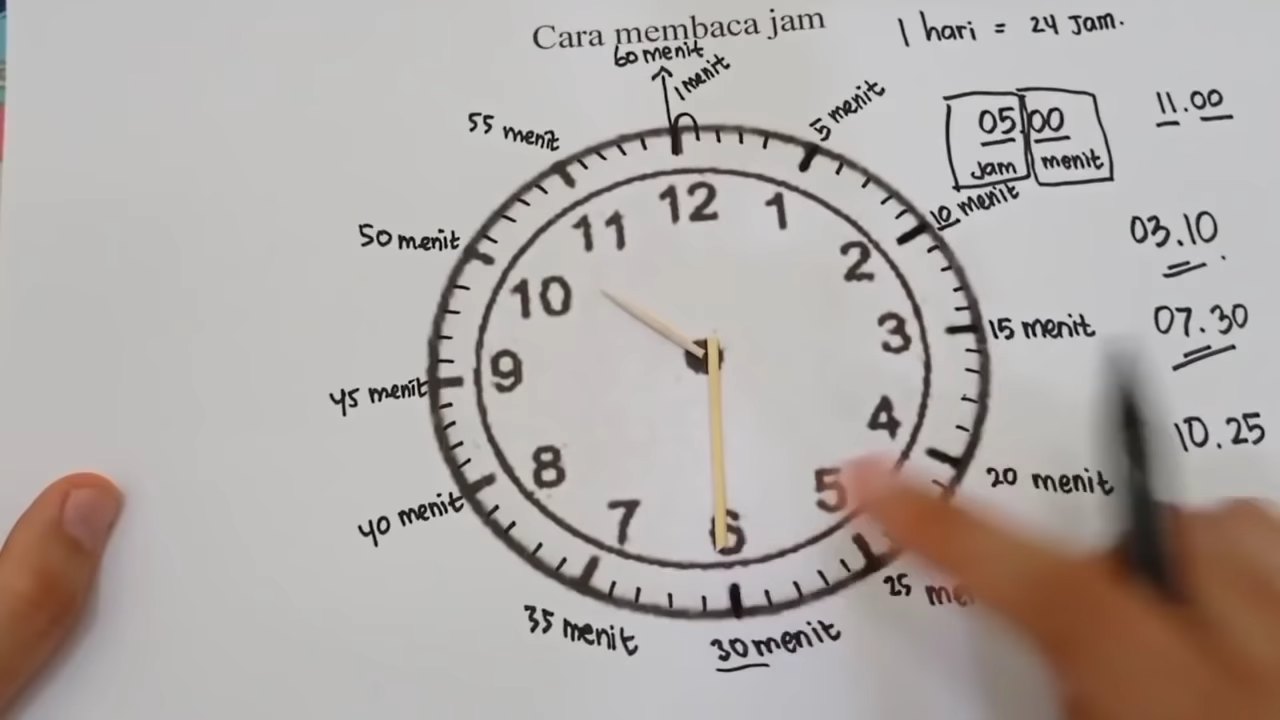 Cara membaca jam
1 hari = 24 Jam.
60 menit
1 menit
5 menit
10 menit
15 menit
20 menit
25
30 menit
35 menit
40 menit
45 menit
50 menit
55 menit
12
1
2
3
4
5
6
7
8
9
10
11
05.00
Jam menit
11.00
03.10
07.30
10.25